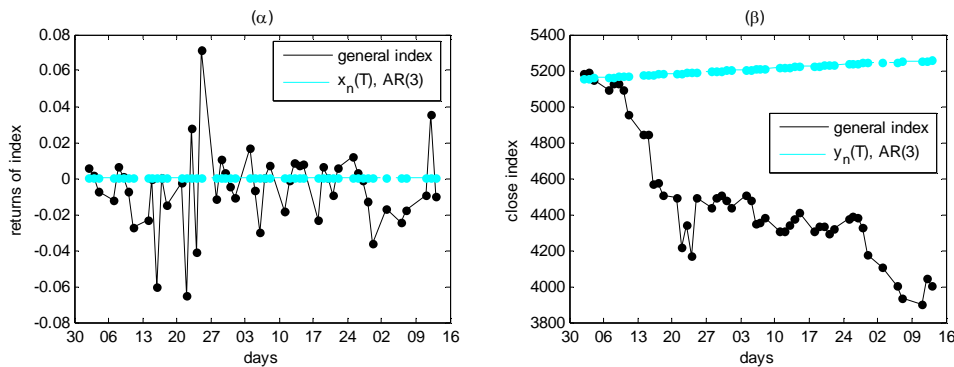 (α)
0.08
0.06
0.04
0.02
0
-0.02
-0.04
-0.06
-0.08
returns of index
general index
x_n(T), AR(3)
30 06 13 20 27 03 10 17 24 02 09 16
days
(β)
5400
5200
5000
4800
4600
4400
4200
4000
3800
close index
general index
y_n(T), AR(3)
30 06 13 20 27 03 10 17 24 02 09 16
days